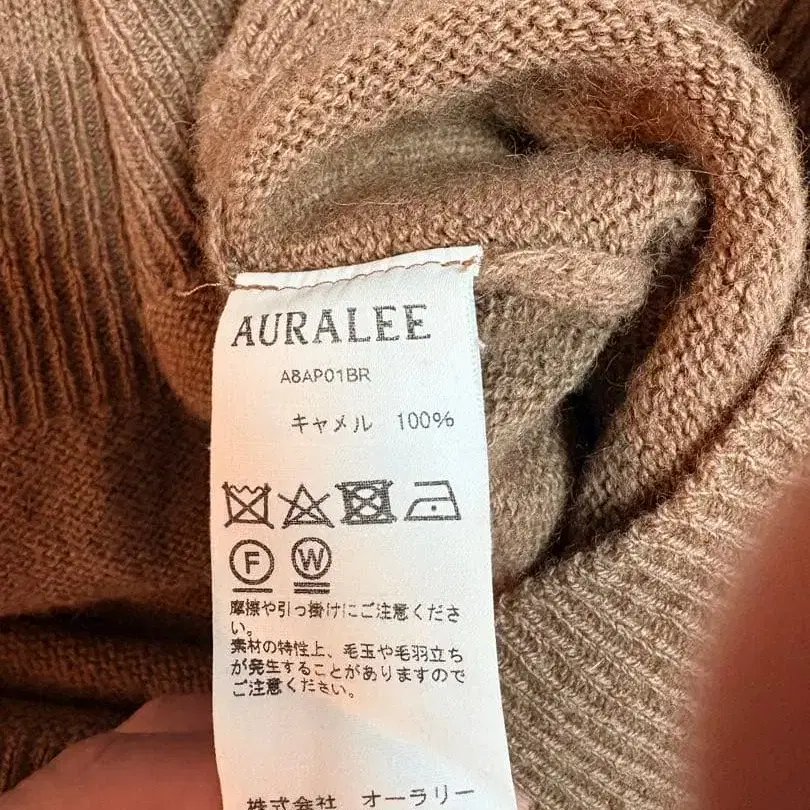 AURALEE
A8AP01BR
キャメル 100%
F W
摩擦や引っ掛けにご注意くださ
い。
素材の特性上、毛玉や毛羽立ち
が発生することがありますので
ご注意ください。
株式会社 オーラリー